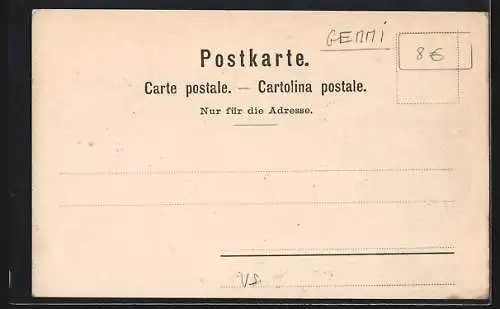 GEMMI
8€
Postkarte.
Carte postale. — Cartolina postale.
Nur für die Adresse.
VS.